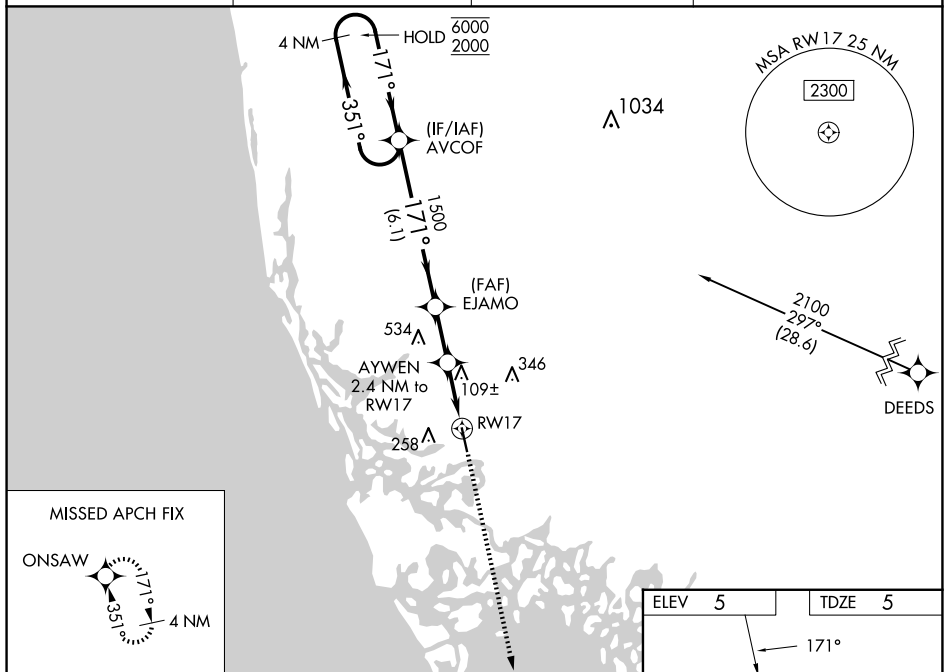 4 NM
HOLD
6000
2000
171°
351°
(IF/IAF)
AVCOF
1034
MSA RW17 25 NM
2300
1500
171°
(6.1)
(FAF)
EJAMO
2100
297°
(28.6)
DEEDS
534
AYWEN
2.4 NM to
RW17
109±
346
RW17
258
MISSED APCH FIX
ONSAW
171°
351°
4 NM
ELEV 5
TDZE 5
171°